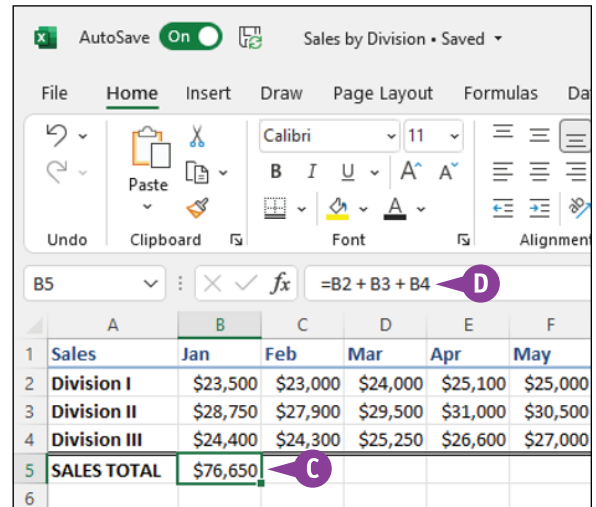 AutoSave On Sales by Division • Saved
File Home Insert Draw Page Layout Formulas Da
Calibri 11
Paste B I U A A
Undo Clipboard Font Alignment
B5 fx =B2 + B3 + B4 D
A B C D E F
1 Sales Jan Feb Mar Apr May
2 Division I $23,500 $23,000 $24,000 $25,100 $25,000
3 Division II $28,750 $27,900 $29,500 $31,000 $30,500
4 Division III $24,400 $24,300 $25,250 $26,600 $27,000
5 SALES TOTAL $76,650 C
6